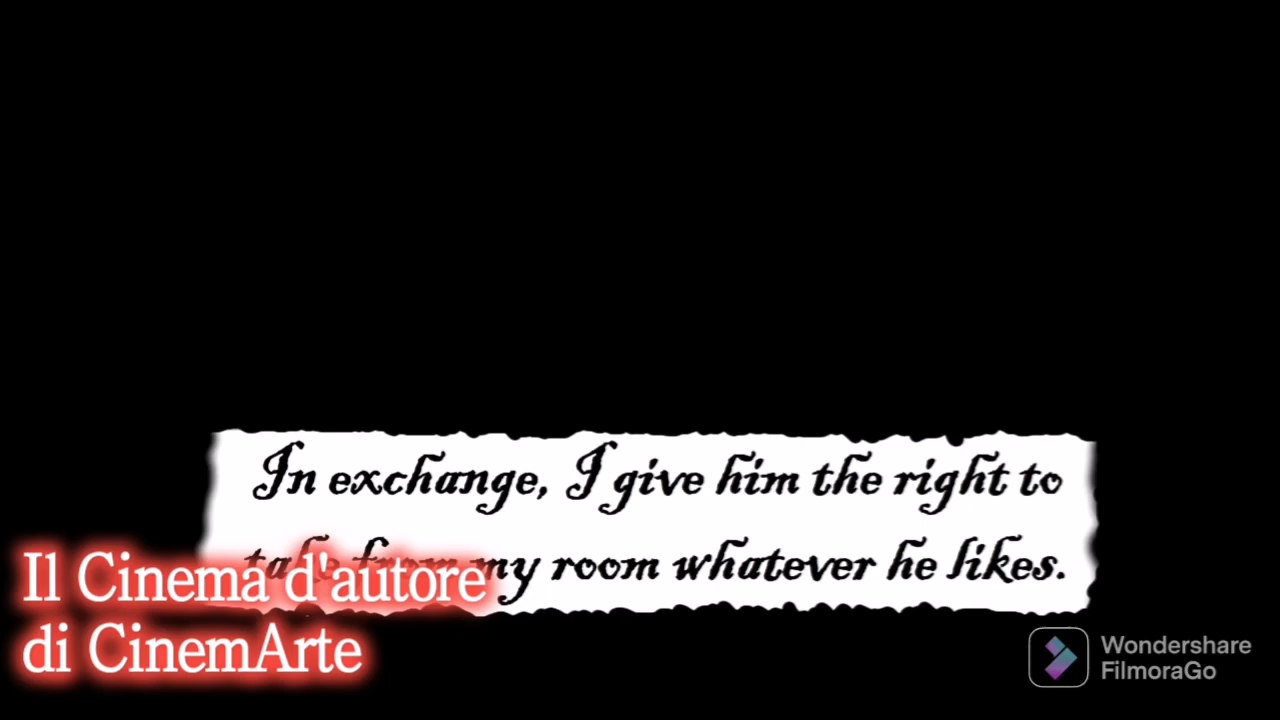 In exchange, I give him the right to
take from my room whatever he likes.
Il Cinema d'autore
di CinemArte
Wondershare
FilmoraGo